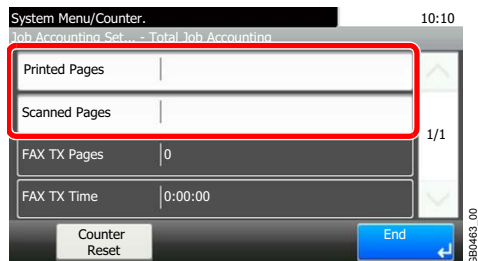 System Menu/Counter.
10:10
Job Accounting Set... - Total Job Accounting
Printed Pages
Scanned Pages
1/1
FAX TX Pages 0
FAX TX Time 0:00:00
Counter
Reset
End
GB0463_00